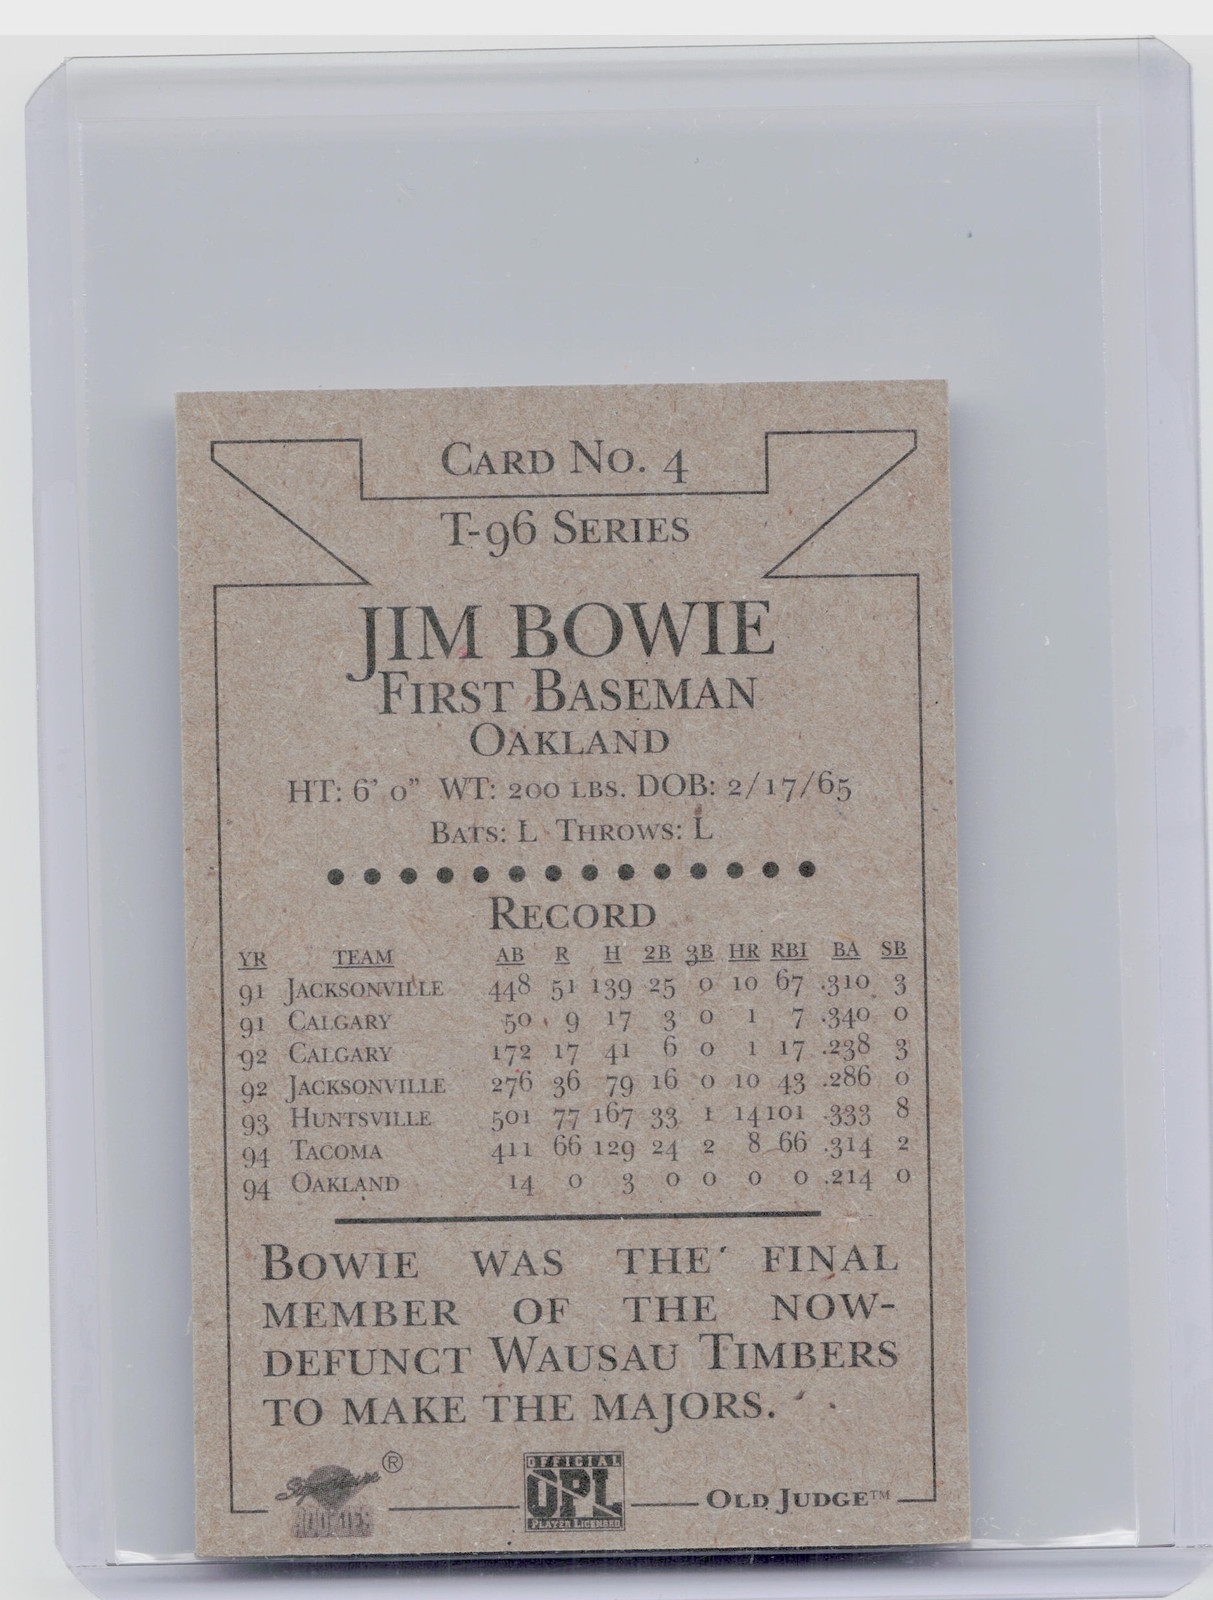 Card No. 4
T-96 Series
JIM BOWIE
First Baseman
Oakland
HT: 6' 0" WT: 200 lbs. DOB: 2/17/65
Bats: L Throws: L
Record
YR TEAM AB R H 2B 3B HR RBI BA SB
91 Jacksonville 448 51 139 25 0 10 67 .310 3
91 Calgary 50 9 17 3 0 1 7 .340 0
92 Calgary 172 17 41 6 0 1 17 .238 3
92 Jacksonville 276 36 79 16 0 10 43 .286 0
93 Huntsville 501 77 167 33 1 14 101 .333 8
94 Tacoma 411 66 129 24 2 8 66 .314 2
94 Oakland 14 0 3 0 0 0 0 .214 0
Bowie was the final
member of the now-
defunct Wausau Timbers
to make the majors.
Signature Rookies ®
OFFICIAL
OPL
Player Licensed
Old Judge™